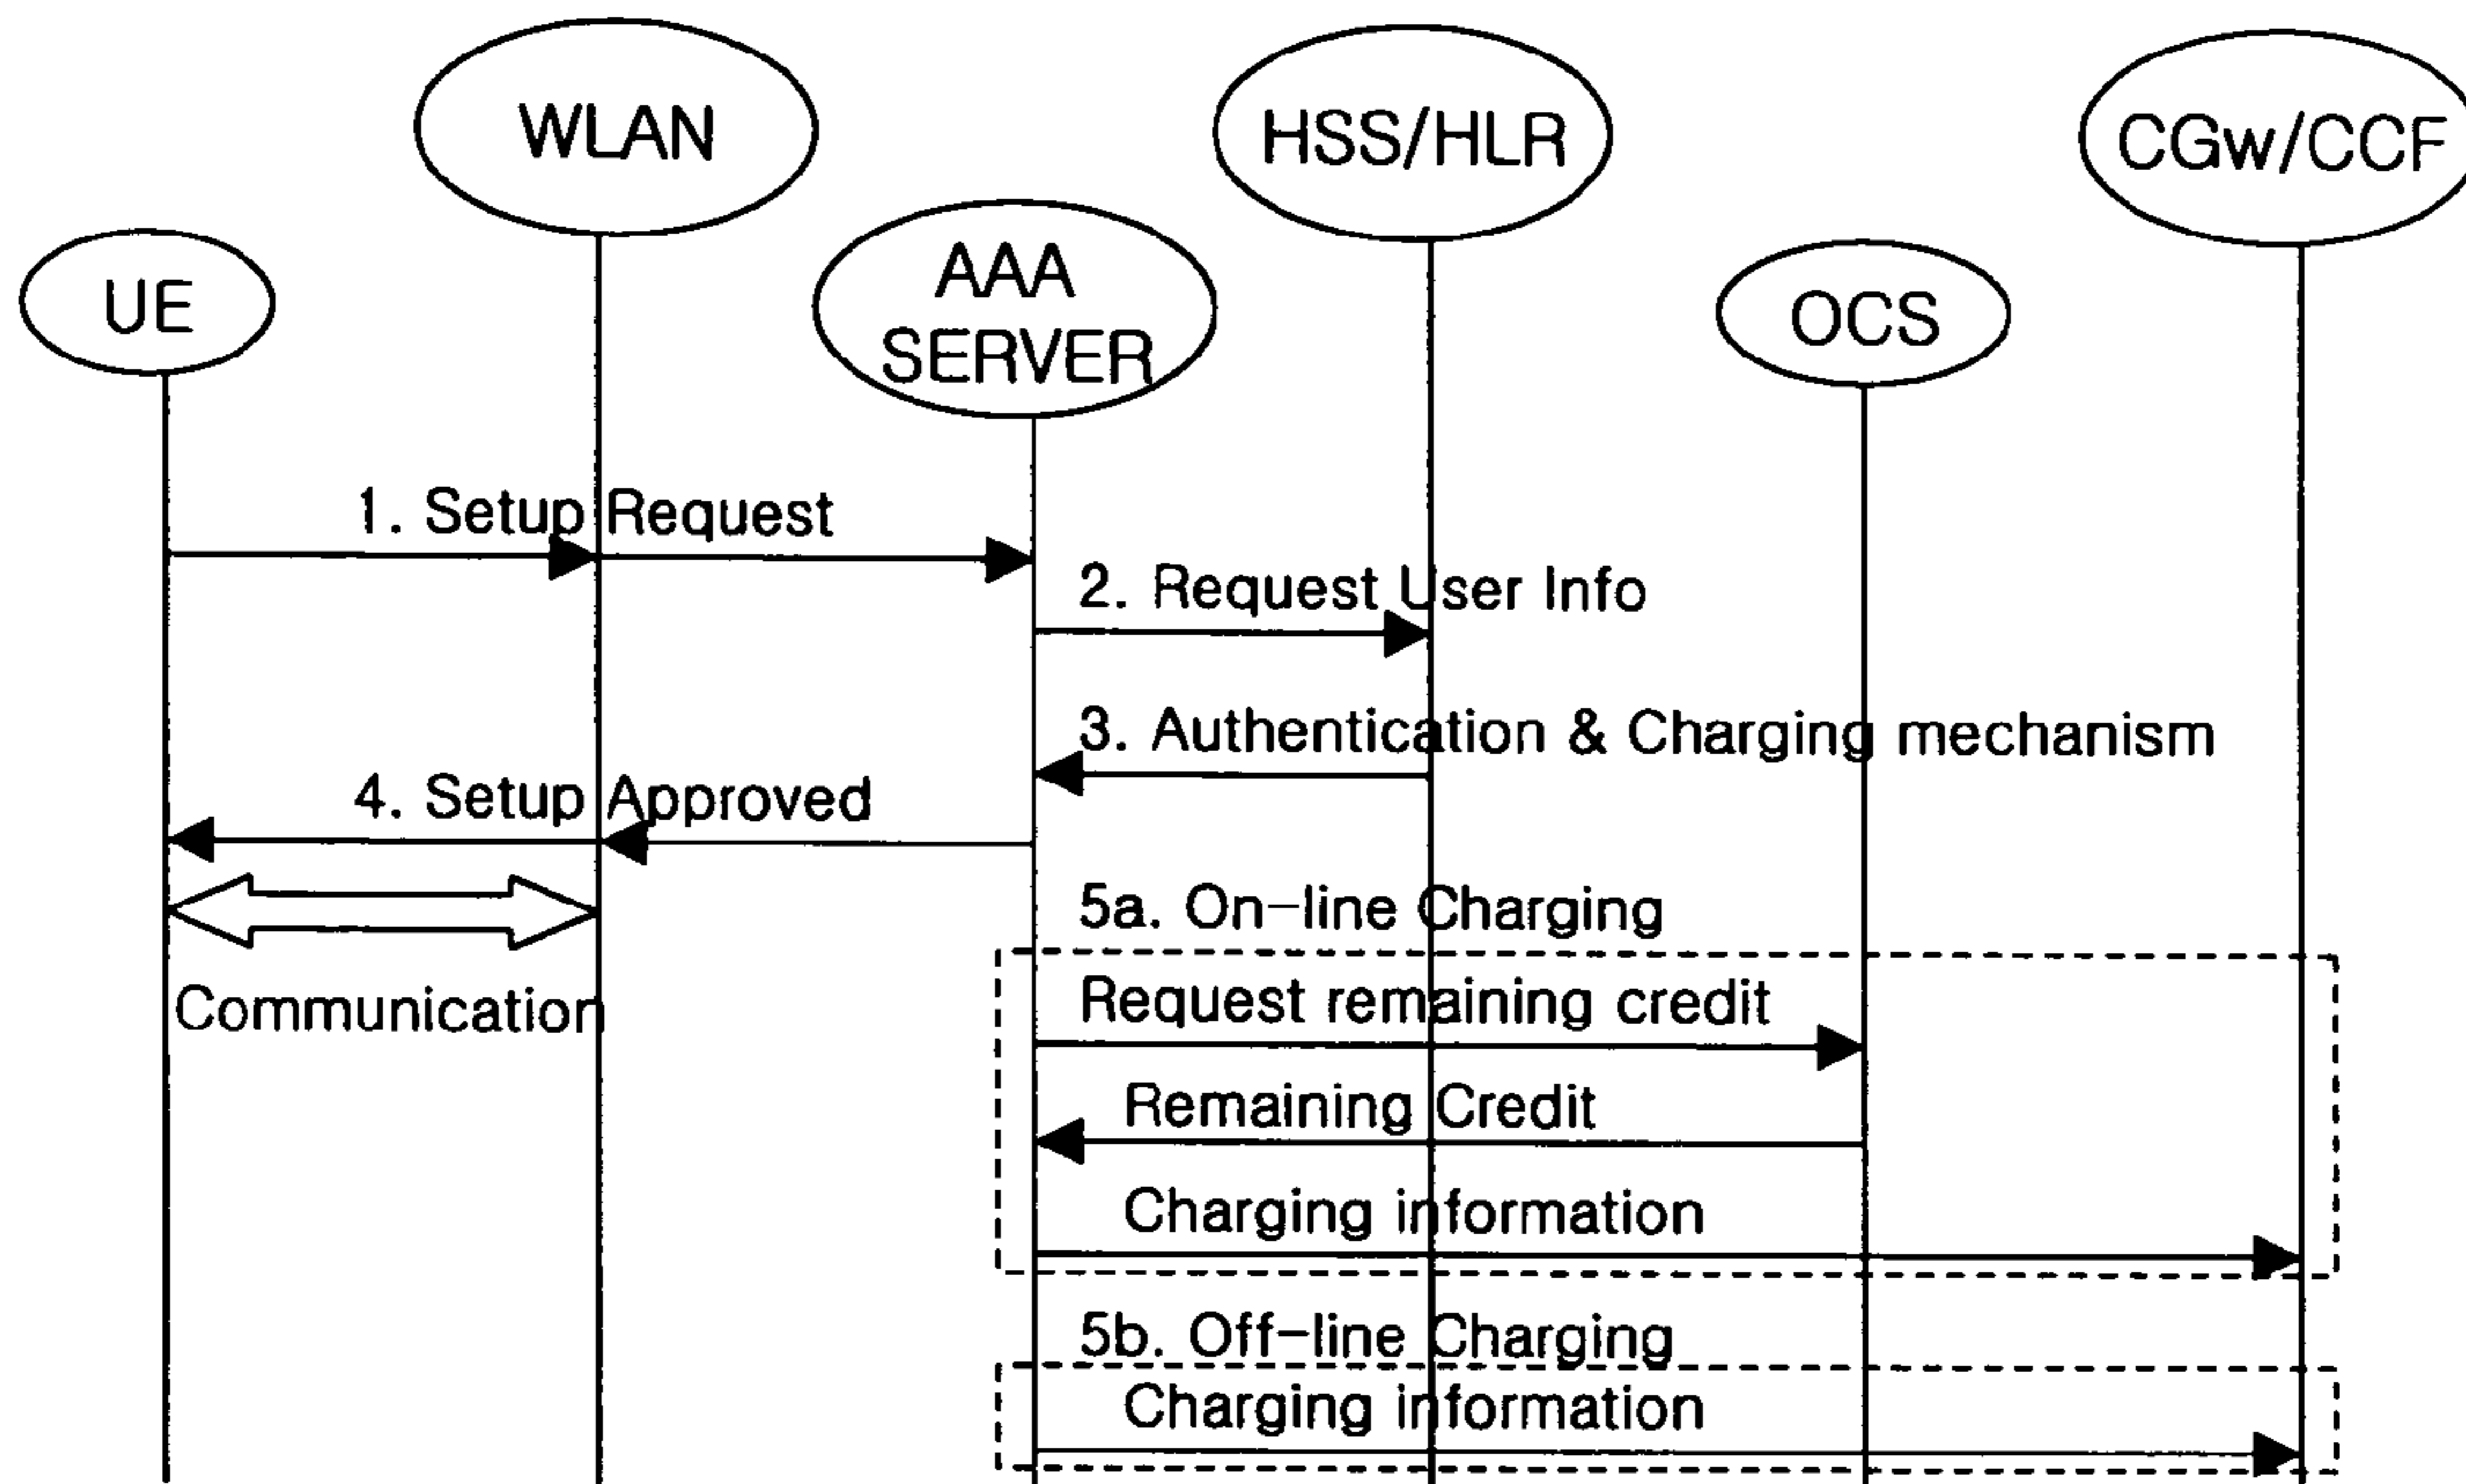 WLAN
HSS/HLR
CGw/CCF
UE
AAA
SERVER
OCS
1. Setup Request
2. Request User Info
3. Authentication & Charging mechanism
4. Setup Approved
5a. On-line Charging
Communication
Request remaining credit
Remaining Credit
Charging information
5b. Off-line Charging
Charging information